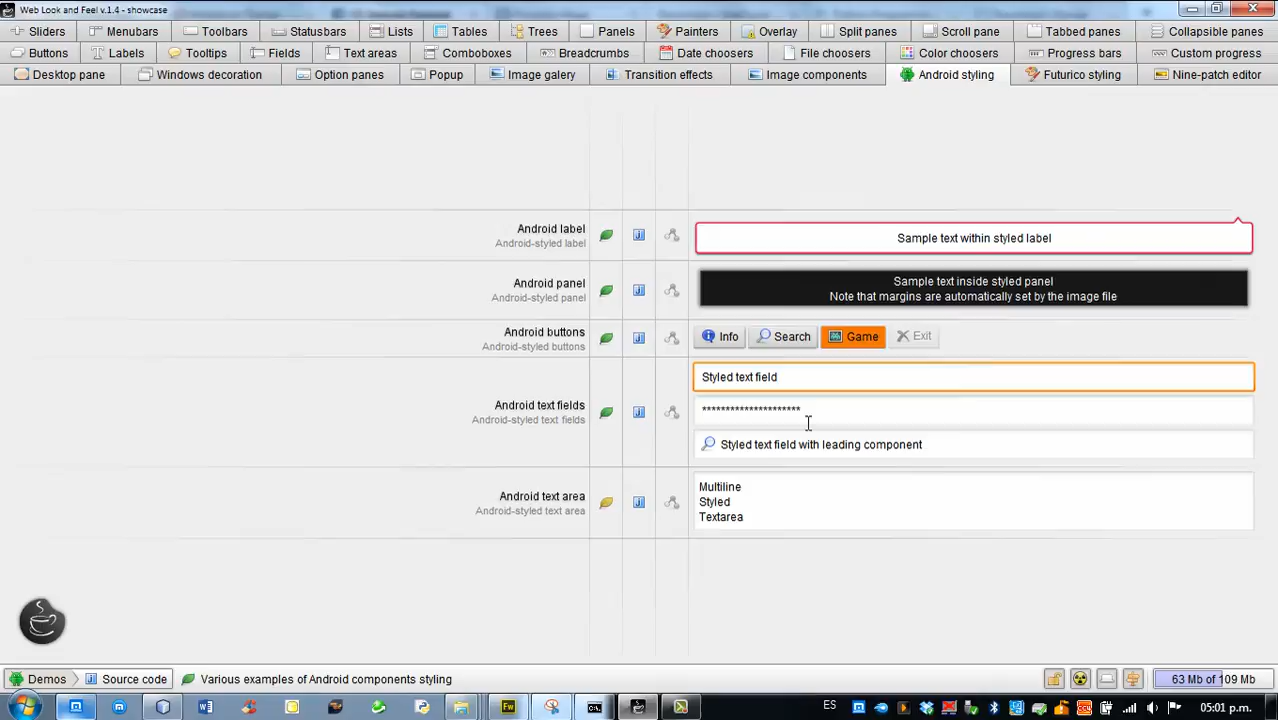 Web Look and Feel v.1.4 - showcase
Sliders Menubars Toolbars Statusbars Lists Tables Trees Panels Painters Overlay Split panes Scroll pane Tabbed panes Collapsible panes
Buttons Labels Tooltips Fields Text areas Comboboxes Breadcrumbs Date choosers File choosers Color choosers Progress bars Custom progress
Desktop pane Windows decoration Option panes Popup Image galery Transition effects Image components Android styling Futurico styling Nine-patch editor
Android label
Android-styled label
Sample text within styled label
Android panel
Android-styled panel
Sample text inside styled panel
Note that margins are automatically set by the image file
Android buttons
Android-styled buttons
Info Search Game Exit
Styled text field
Android text fields
Android-styled text fields
*********************
Styled text field with leading component
Android text area
Android-styled text area
Multiline
Styled
Textarea
Demos Source code Various examples of Android components styling 63 Mb of 109 Mb
ES 05:01 p.m.